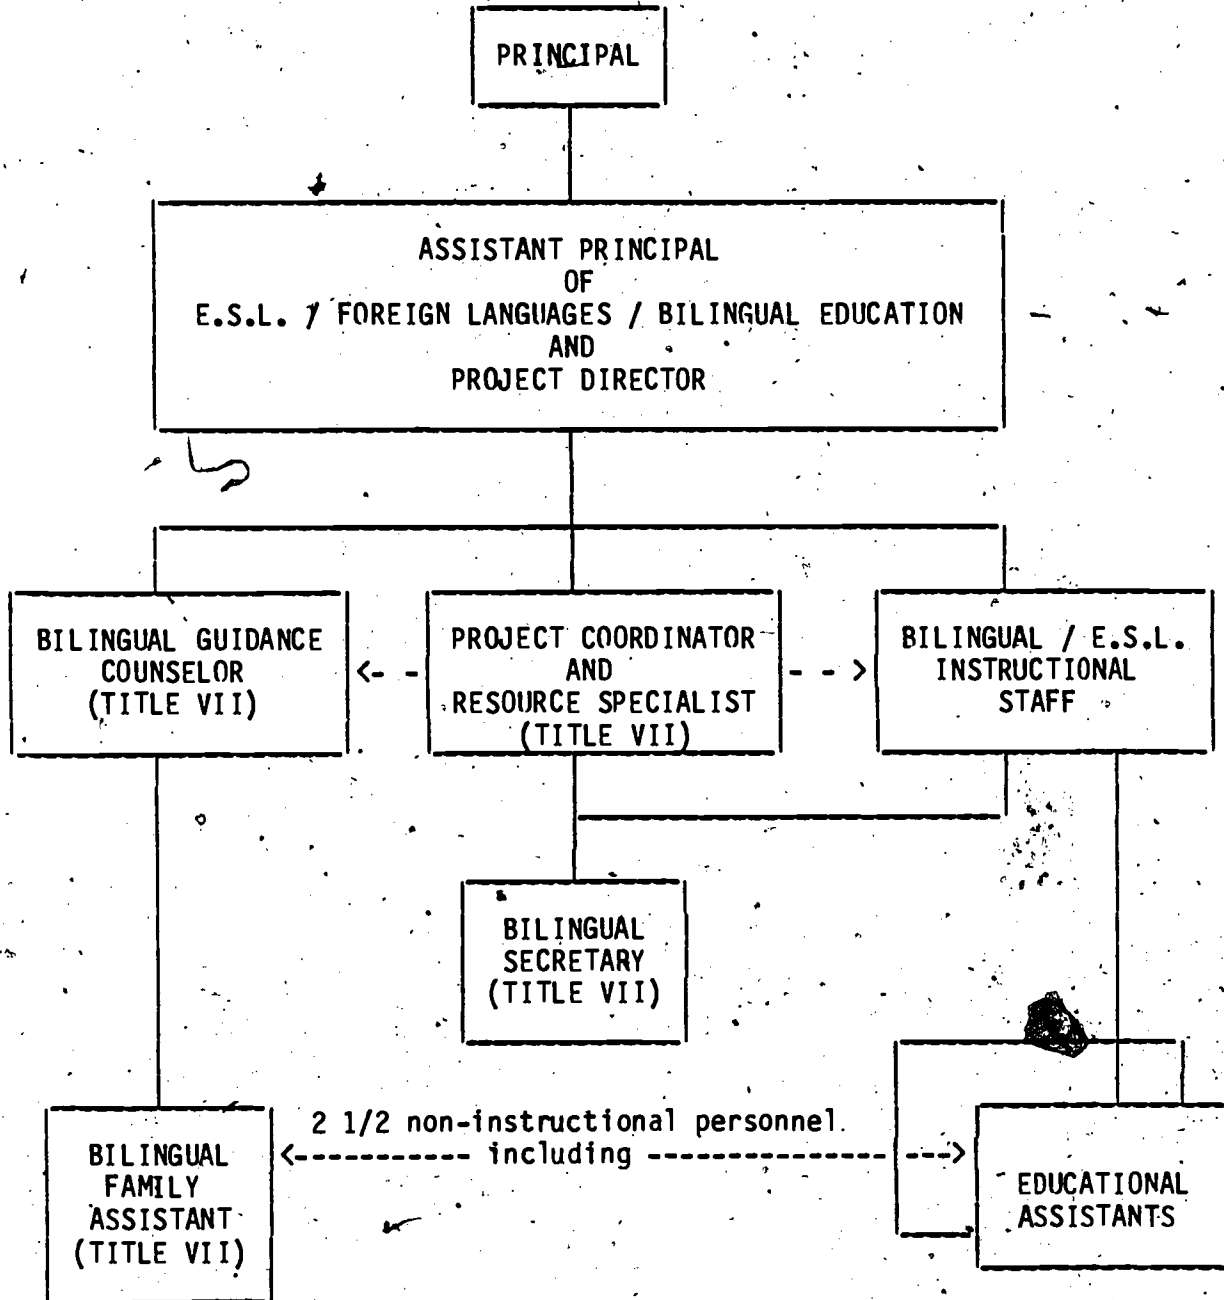 PRINCIPAL
ASSISTANT PRINCIPAL
OF
E.S.L. / FOREIGN LANGUAGES / BILINGUAL EDUCATION
AND
PROJECT DIRECTOR
BILINGUAL GUIDANCE
COUNSELOR
(TITLE VII)
PROJECT COORDINATOR
AND
RESOURCE SPECIALIST
(TITLE VII)
BILINGUAL / E.S.L.
INSTRUCTIONAL
STAFF
BILINGUAL
SECRETARY
(TITLE VII)
2 1/2 non-instructional personnel
including
BILINGUAL
FAMILY
ASSISTANT
(TITLE VII)
EDUCATIONAL
ASSISTANTS